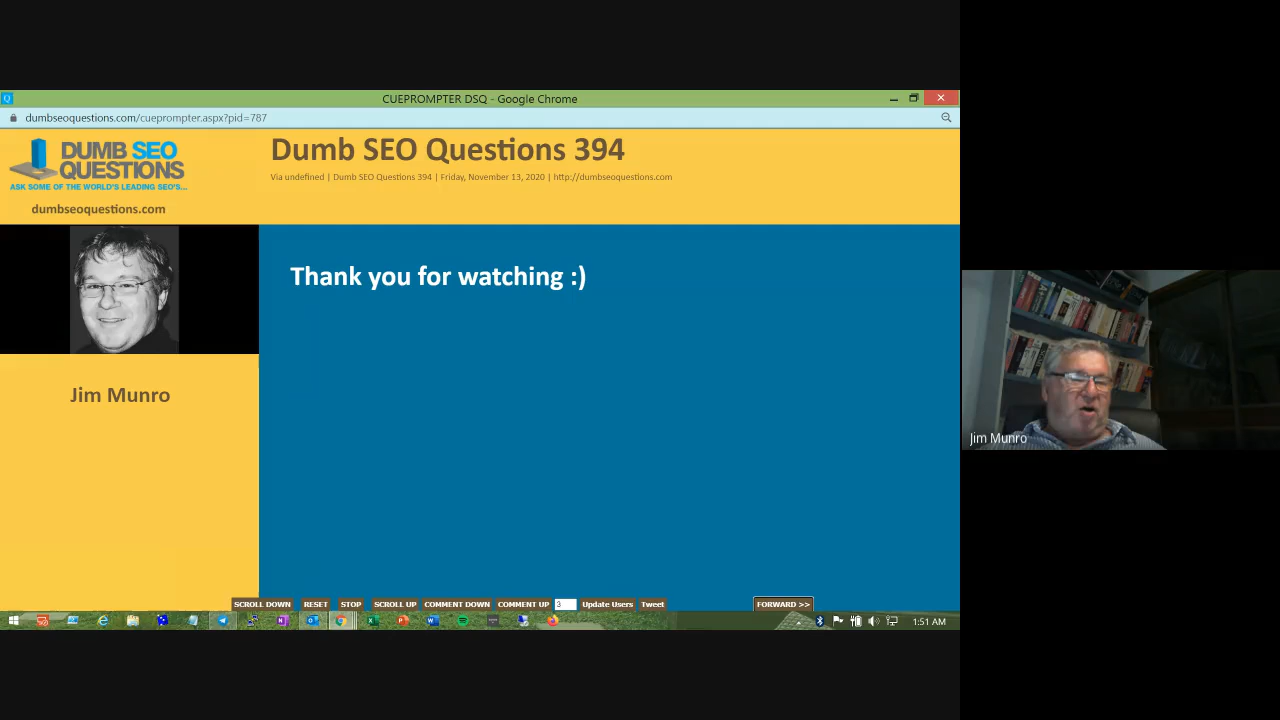 CUEPROMPTER DSQ - Google Chrome
dumbseoquestions.com/cueprompter.aspx?pid=787
DUMB SEO
QUESTIONS
ASK SOME OF THE WORLD'S LEADING SEO'S...
dumbseoquestions.com
Dumb SEO Questions 394
Via undefined | Dumb SEO Questions 394 | Friday, November 13, 2020 | http://dumbseoquestions.com
Thank you for watching :)
Jim Munro
Jim Munro
SCROLL DOWN RESET STOP SCROLL UP COMMENT DOWN COMMENT UP 3 Update Users Tweet FORWARD >>
1:51 AM